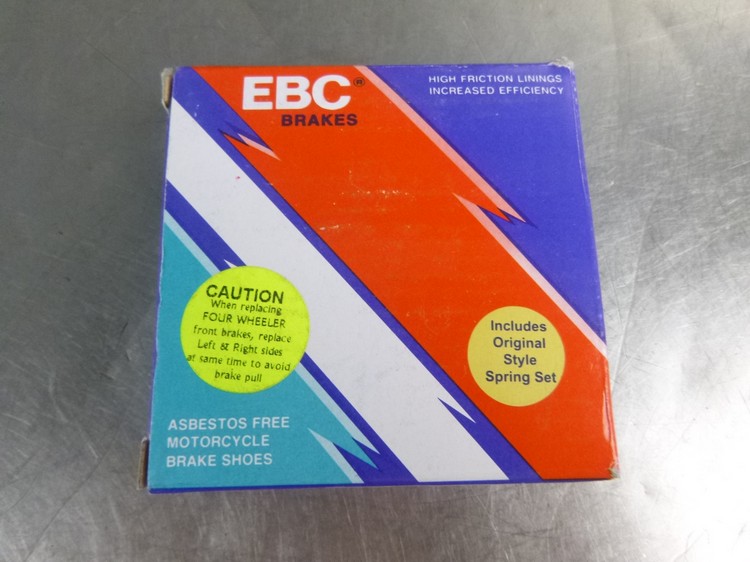 EBC®
BRAKES
HIGH FRICTION LININGS
INCREASED EFFICIENCY
CAUTION
When replacing
FOUR WHEELER
front brakes, replace
Left & Right sides
at same time to avoid
brake pull
Includes
Original
Style
Spring Set
ASBESTOS FREE
MOTORCYCLE
BRAKE SHOES